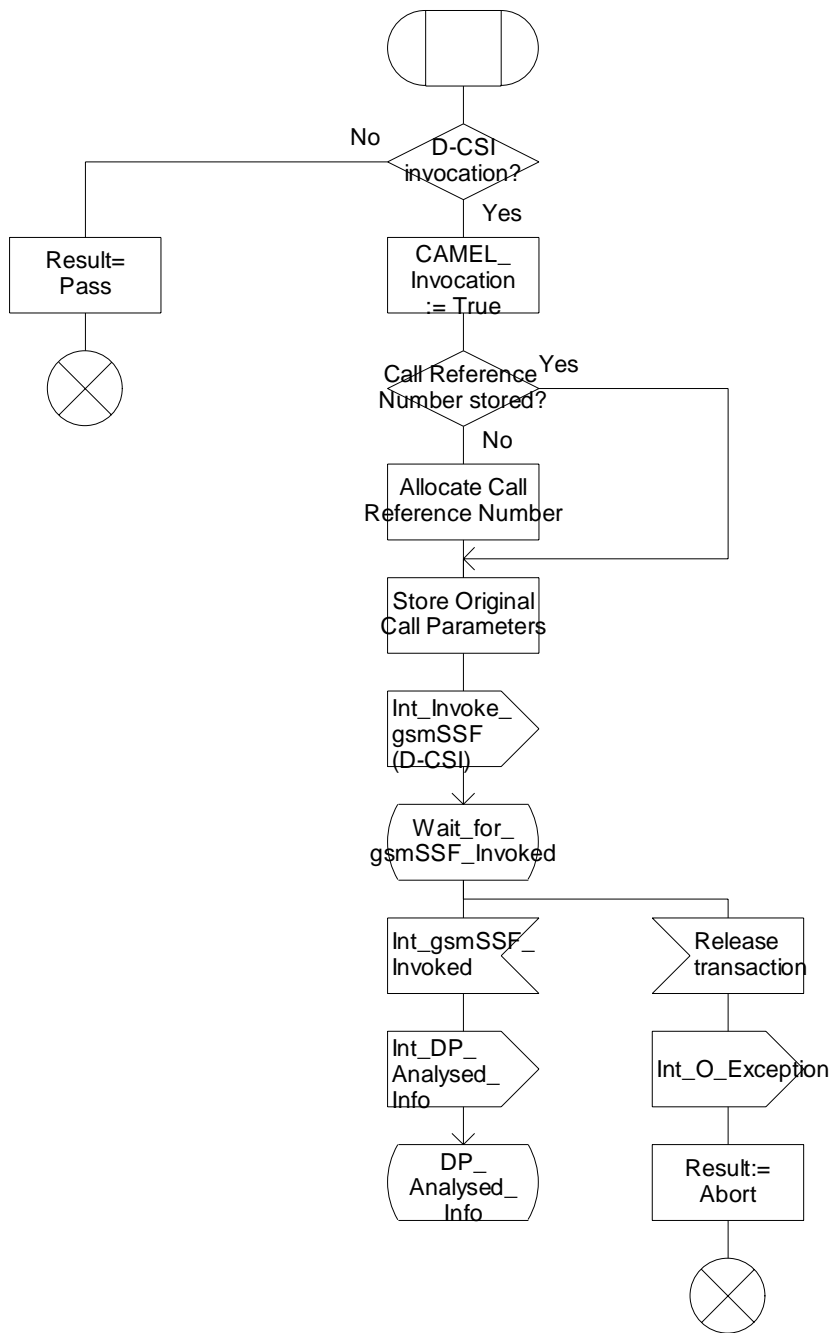 No
D-CSI
invocation?
Yes
Result=
Pass
CAMEL_
Invocation
:= True
Call Reference
Number stored?
Yes
No
Allocate Call
Reference Number
Store Original
Call Parameters
Int_Invoke_
gsmSSF
(D-CSI)
Wait_for_
gsmSSF_Invoked
Int_gsmSSF_
Invoked
Release
transaction
Int_DP_
Analysed_
Info
Int_O_Exception
DP_
Analysed_
Info
Result:=
Abort